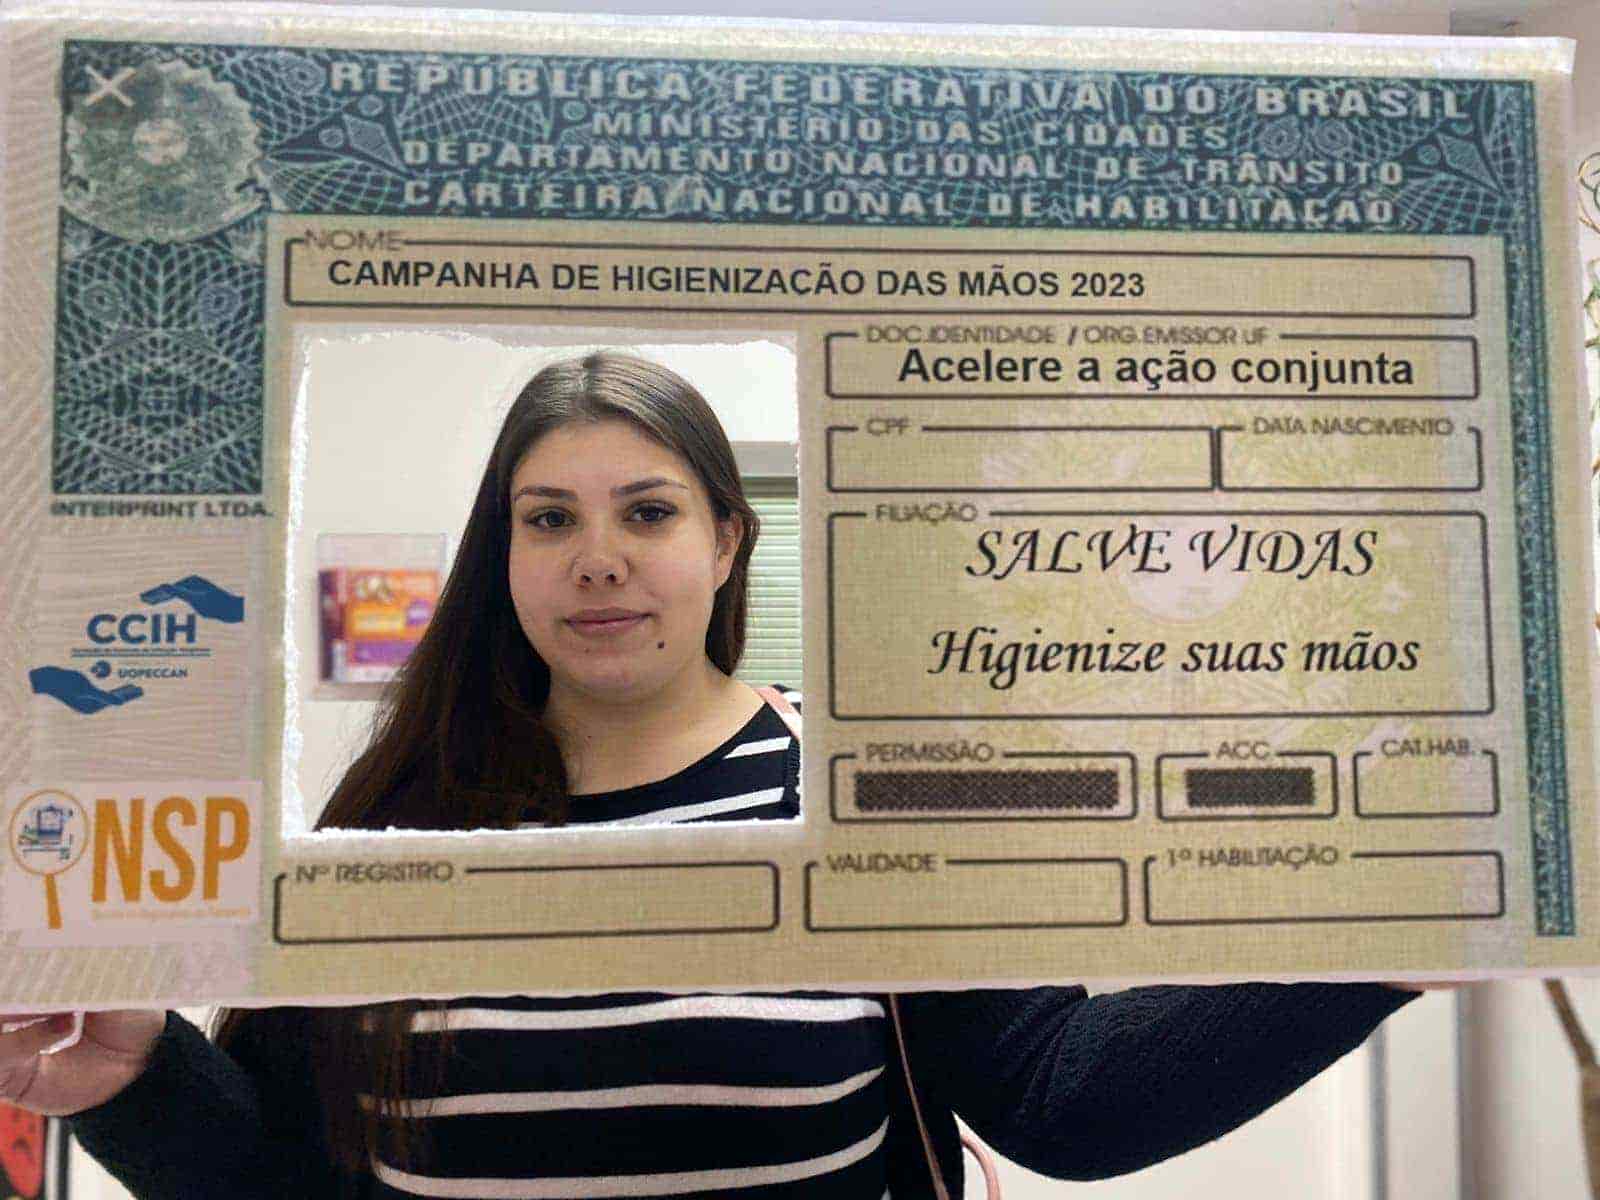 REPÚBLICA FEDERATIVA DO BRASIL
MINISTÉRIO DAS CIDADES
DEPARTAMENTO NACIONAL DE TRÂNSITO
CARTEIRA NACIONAL DE HABILITAÇÃO
NOME
CAMPANHA DE HIGIENIZAÇÃO DAS MÃOS 2023
DOC.IDENTIDADE / ORG.EMISSOR UF
Acelere a ação conjunta
CPF
DATA NASCIMENTO
INTERPRINT LTDA.
FILIAÇÃO
SALVE VIDAS
Higienize suas mãos
CCIH
UOPECCAN
PERMISSÃO
ACC
CAT.HAB.
NSP
Nº REGISTRO
VALIDADE
1ª HABILITAÇÃO